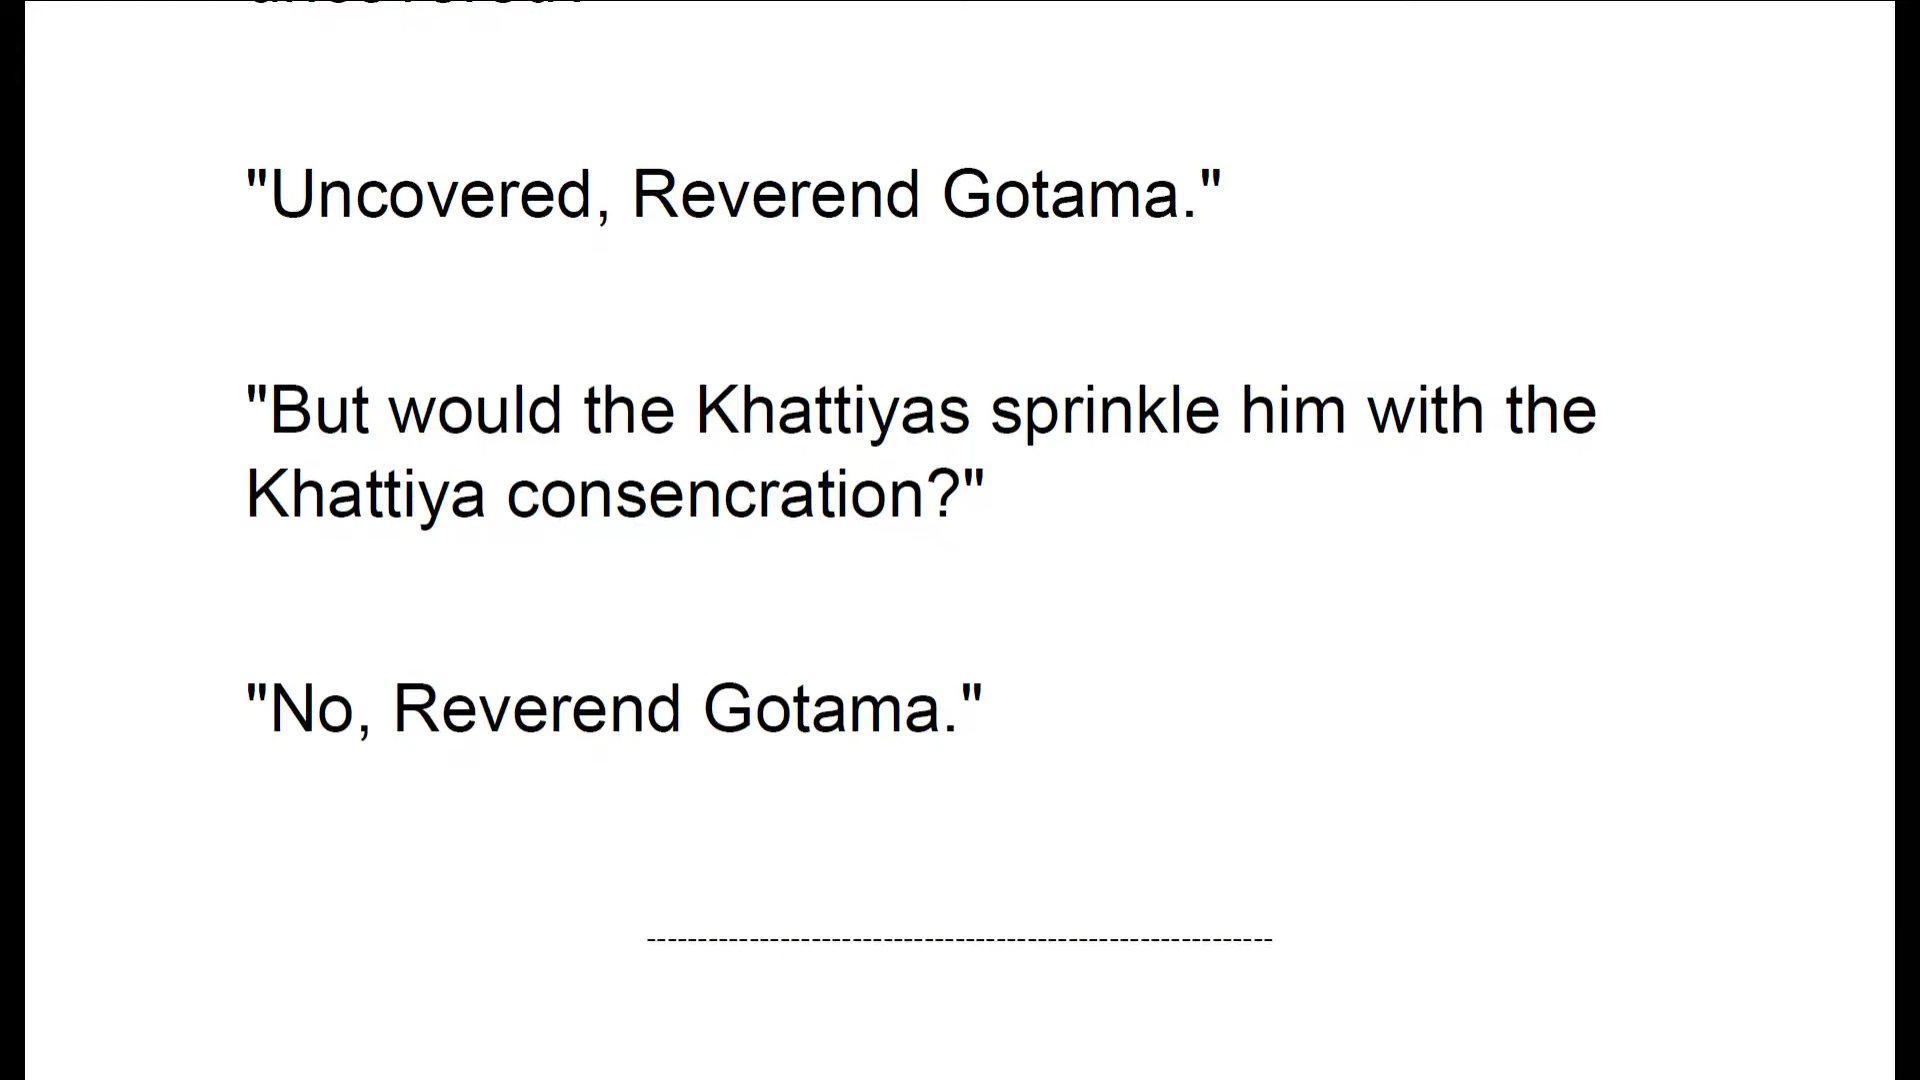 "Uncovered, Reverend Gotama."
"But would the Khattiyas sprinkle him with the
Khattiya consencration?"
"No, Reverend Gotama."
------------------------------------------------------------